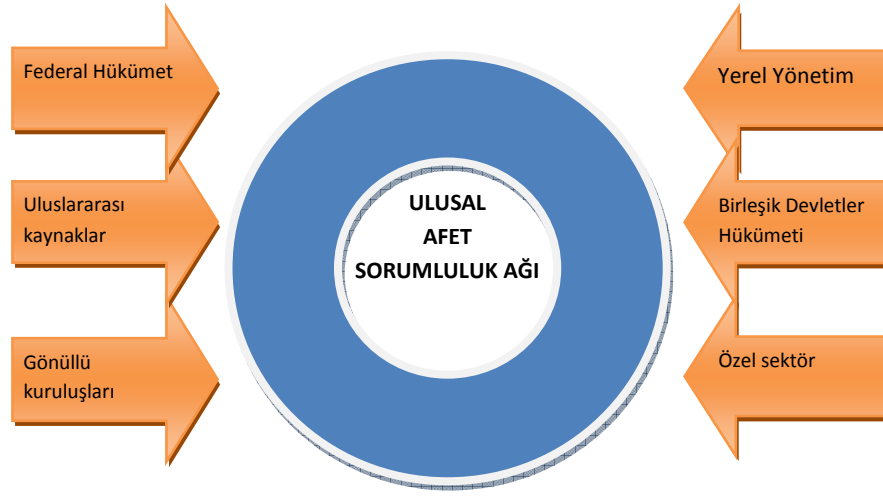 Federal Hükümet
Uluslararası
kaynaklar
Gönüllü
kuruluşları
ULUSAL
AFET
SORUMLULUK AĞI
Yerel Yönetim
Birleşik Devletler
Hükümeti
Özel sektör